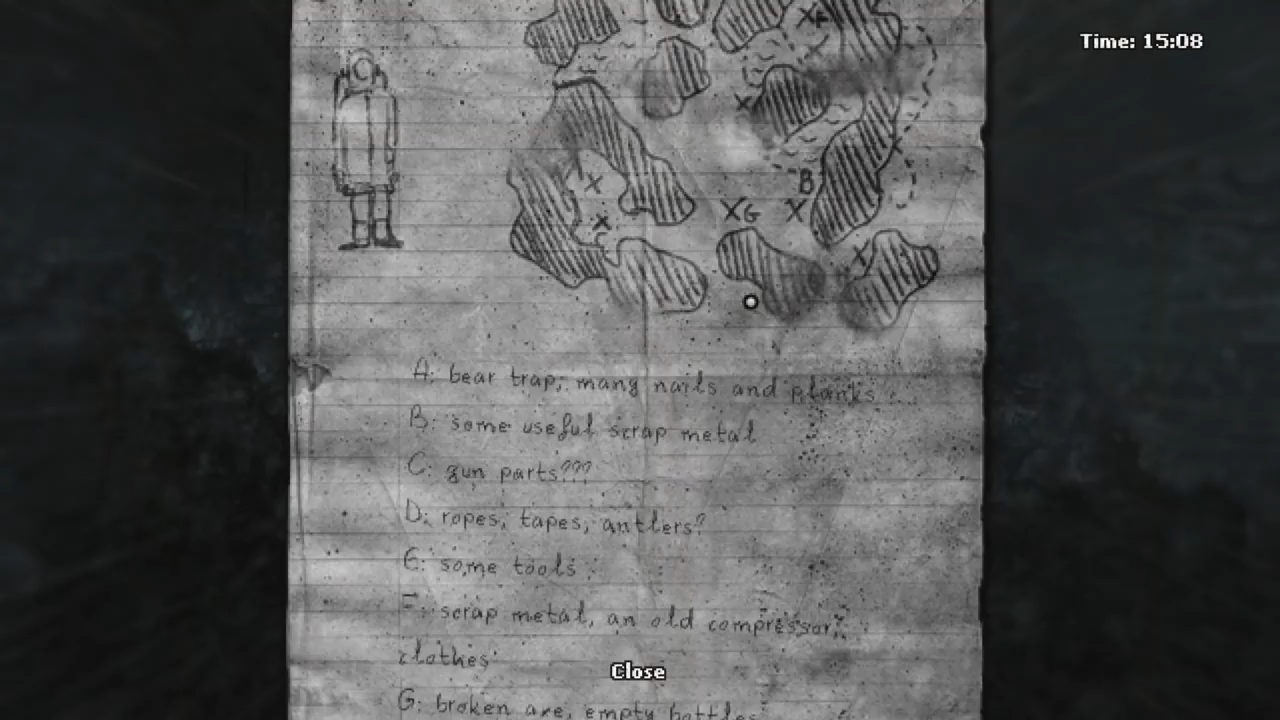 Time: 15:08
B
X
X
XG
X
A: bear trap, many nails and planks
B: some useful scrap metal
C: gun parts???
D: ropes, tapes, antlers?
E: some tools
F: scrap metal, an old compressor,
clothes
Close
G: broken axe, empty bottles